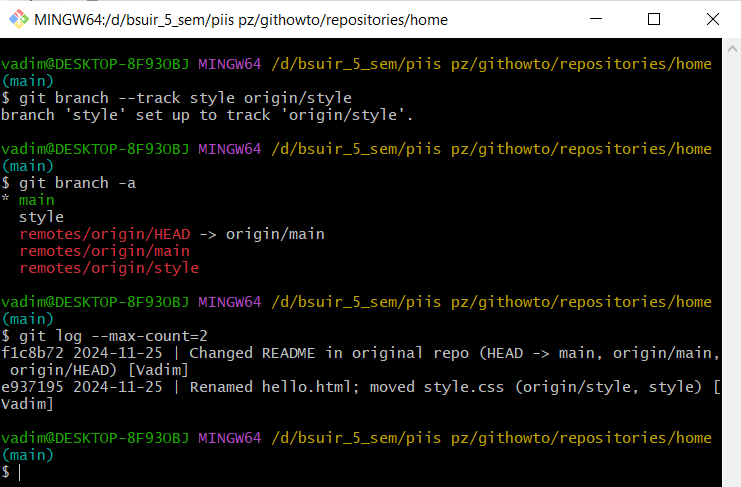 MINGW64:/d/bsuir_5_sem/piis pz/githowto/repositories/home
vadim@DESKTOP-8F93OBJ MINGW64 /d/bsuir_5_sem/piis pz/githowto/repositories/home
(main)
$ git branch --track style origin/style
branch 'style' set up to track 'origin/style'.
vadim@DESKTOP-8F93OBJ MINGW64 /d/bsuir_5_sem/piis pz/githowto/repositories/home
(main)
$ git branch -a
* main
style
remotes/origin/HEAD -> origin/main
remotes/origin/main
remotes/origin/style
vadim@DESKTOP-8F93OBJ MINGW64 /d/bsuir_5_sem/piis pz/githowto/repositories/home
(main)
$ git log --max-count=2
f1c8b72 2024-11-25 | Changed README in original repo (HEAD -> main, origin/main,
origin/HEAD) [Vadim]
e937195 2024-11-25 | Renamed hello.html; moved style.css (origin/style, style) [
Vadim]
vadim@DESKTOP-8F93OBJ MINGW64 /d/bsuir_5_sem/piis pz/githowto/repositories/home
(main)
$